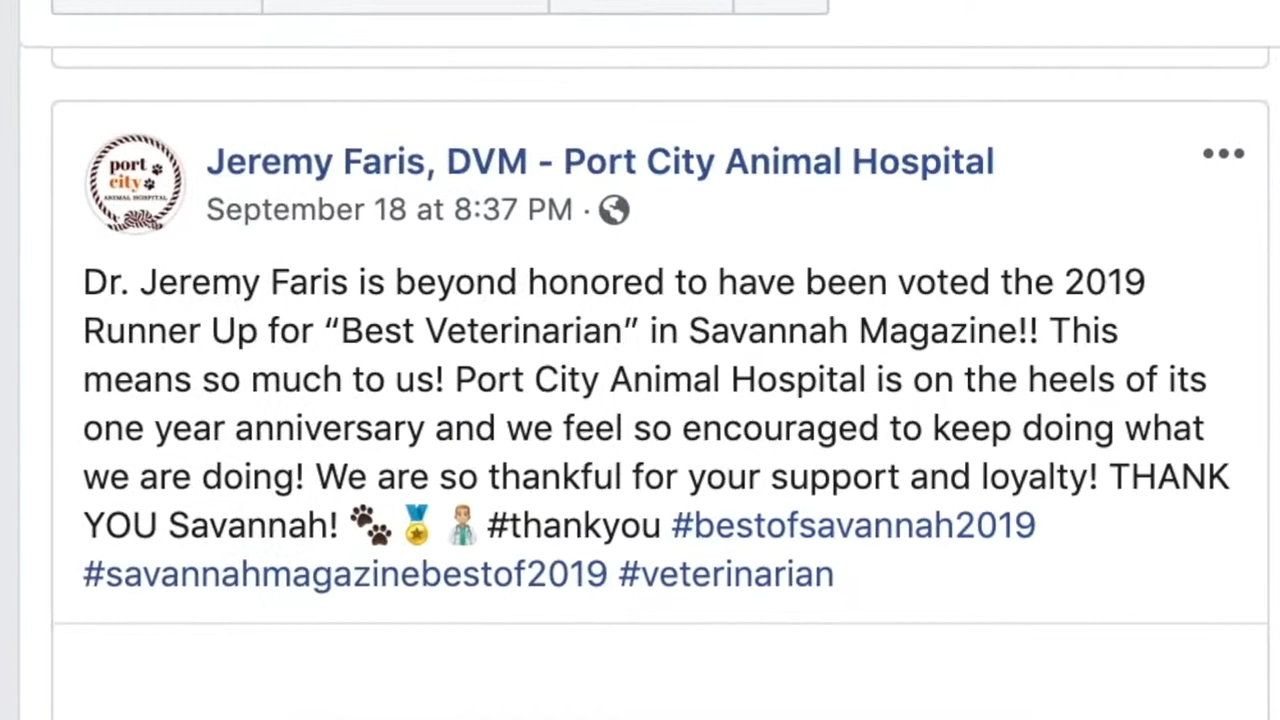 port
city
ANIMAL HOSPITAL
Jeremy Faris, DVM - Port City Animal Hospital
September 18 at 8:37 PM ·
Dr. Jeremy Faris is beyond honored to have been voted the 2019
Runner Up for “Best Veterinarian” in Savannah Magazine!! This
means so much to us! Port City Animal Hospital is on the heels of its
one year anniversary and we feel so encouraged to keep doing what
we are doing! We are so thankful for your support and loyalty! THANK
YOU Savannah! 🐾🏅👨🏼‍⚕️ #thankyou #bestofsavannah2019
#savannahmagazinebestof2019 #veterinarian